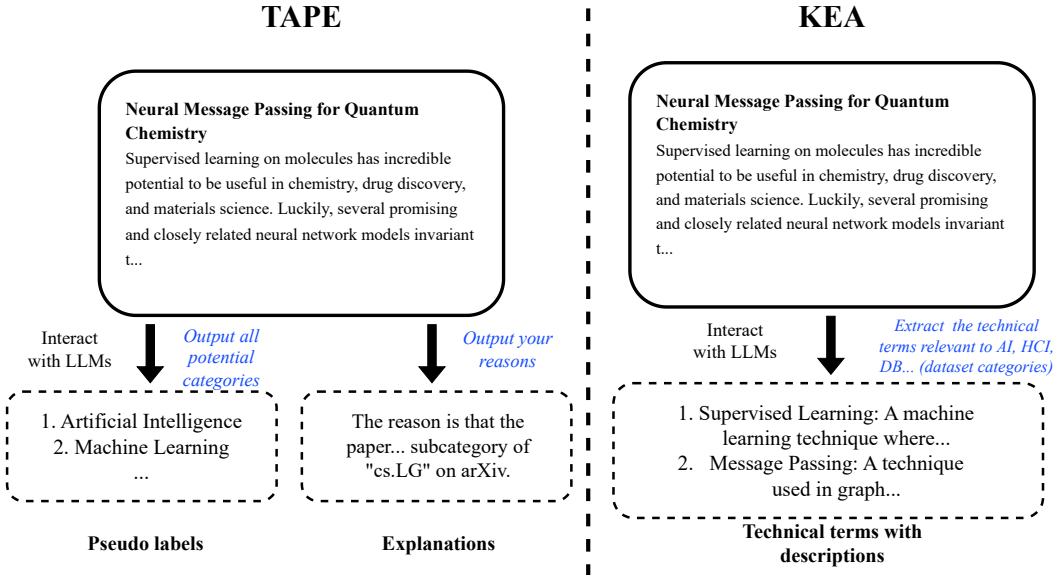 TAPE
Neural Message Passing for Quantum
Chemistry
Supervised learning on molecules has incredible
potential to be useful in chemistry, drug discovery,
and materials science. Luckily, several promising
and closely related neural network models invariant
t...
Interact
with LLMs
Output all
potential
categories
Output your
reasons
1. Artificial Intelligence
2. Machine Learning
...
The reason is that the
paper... subcategory of
"cs.LG" on arXiv.
Pseudo labels
Explanations
KEA
Neural Message Passing for Quantum
Chemistry
Supervised learning on molecules has incredible
potential to be useful in chemistry, drug discovery,
and materials science. Luckily, several promising
and closely related neural network models invariant
t...
Interact
with LLMs
Extract the technical
terms relevant to AI, HCI,
DB... (dataset categories)
1. Supervised Learning: A machine
learning technique where...
2. Message Passing: A technique
used in graph...
Technical terms with
descriptions